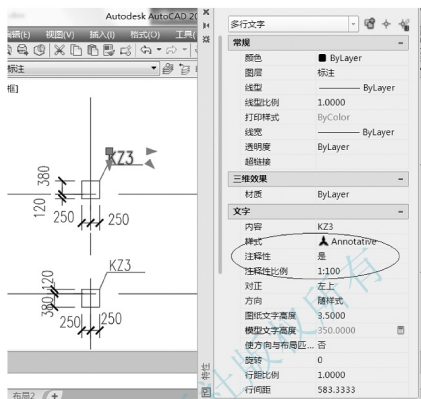 Autodesk AutoCAD 20
编辑(E) 视图(V) 插入(I) 格式(O) 工具(
标注
框]
KZ3
380
120
250 250
KZ3
120
380
250 250
布局2
多行文字
常规
颜色 ByLayer
图层 标注
线型 ByLayer
线型比例 1.0000
打印样式 ByColor
线宽 ByLayer
透明度 ByLayer
超链接
三维效果
材质 ByLayer
文字
内容 KZ3
样式 Annotative
注释性 是
注释性比例 1:100
对正 左上
方向 随样式
图纸文字高度 3.5000
模型文字高度 350.0000
使方向与布局匹... 否
旋转 0
行距比例 1.0000
行间距 583.3333
特性
社版权所有